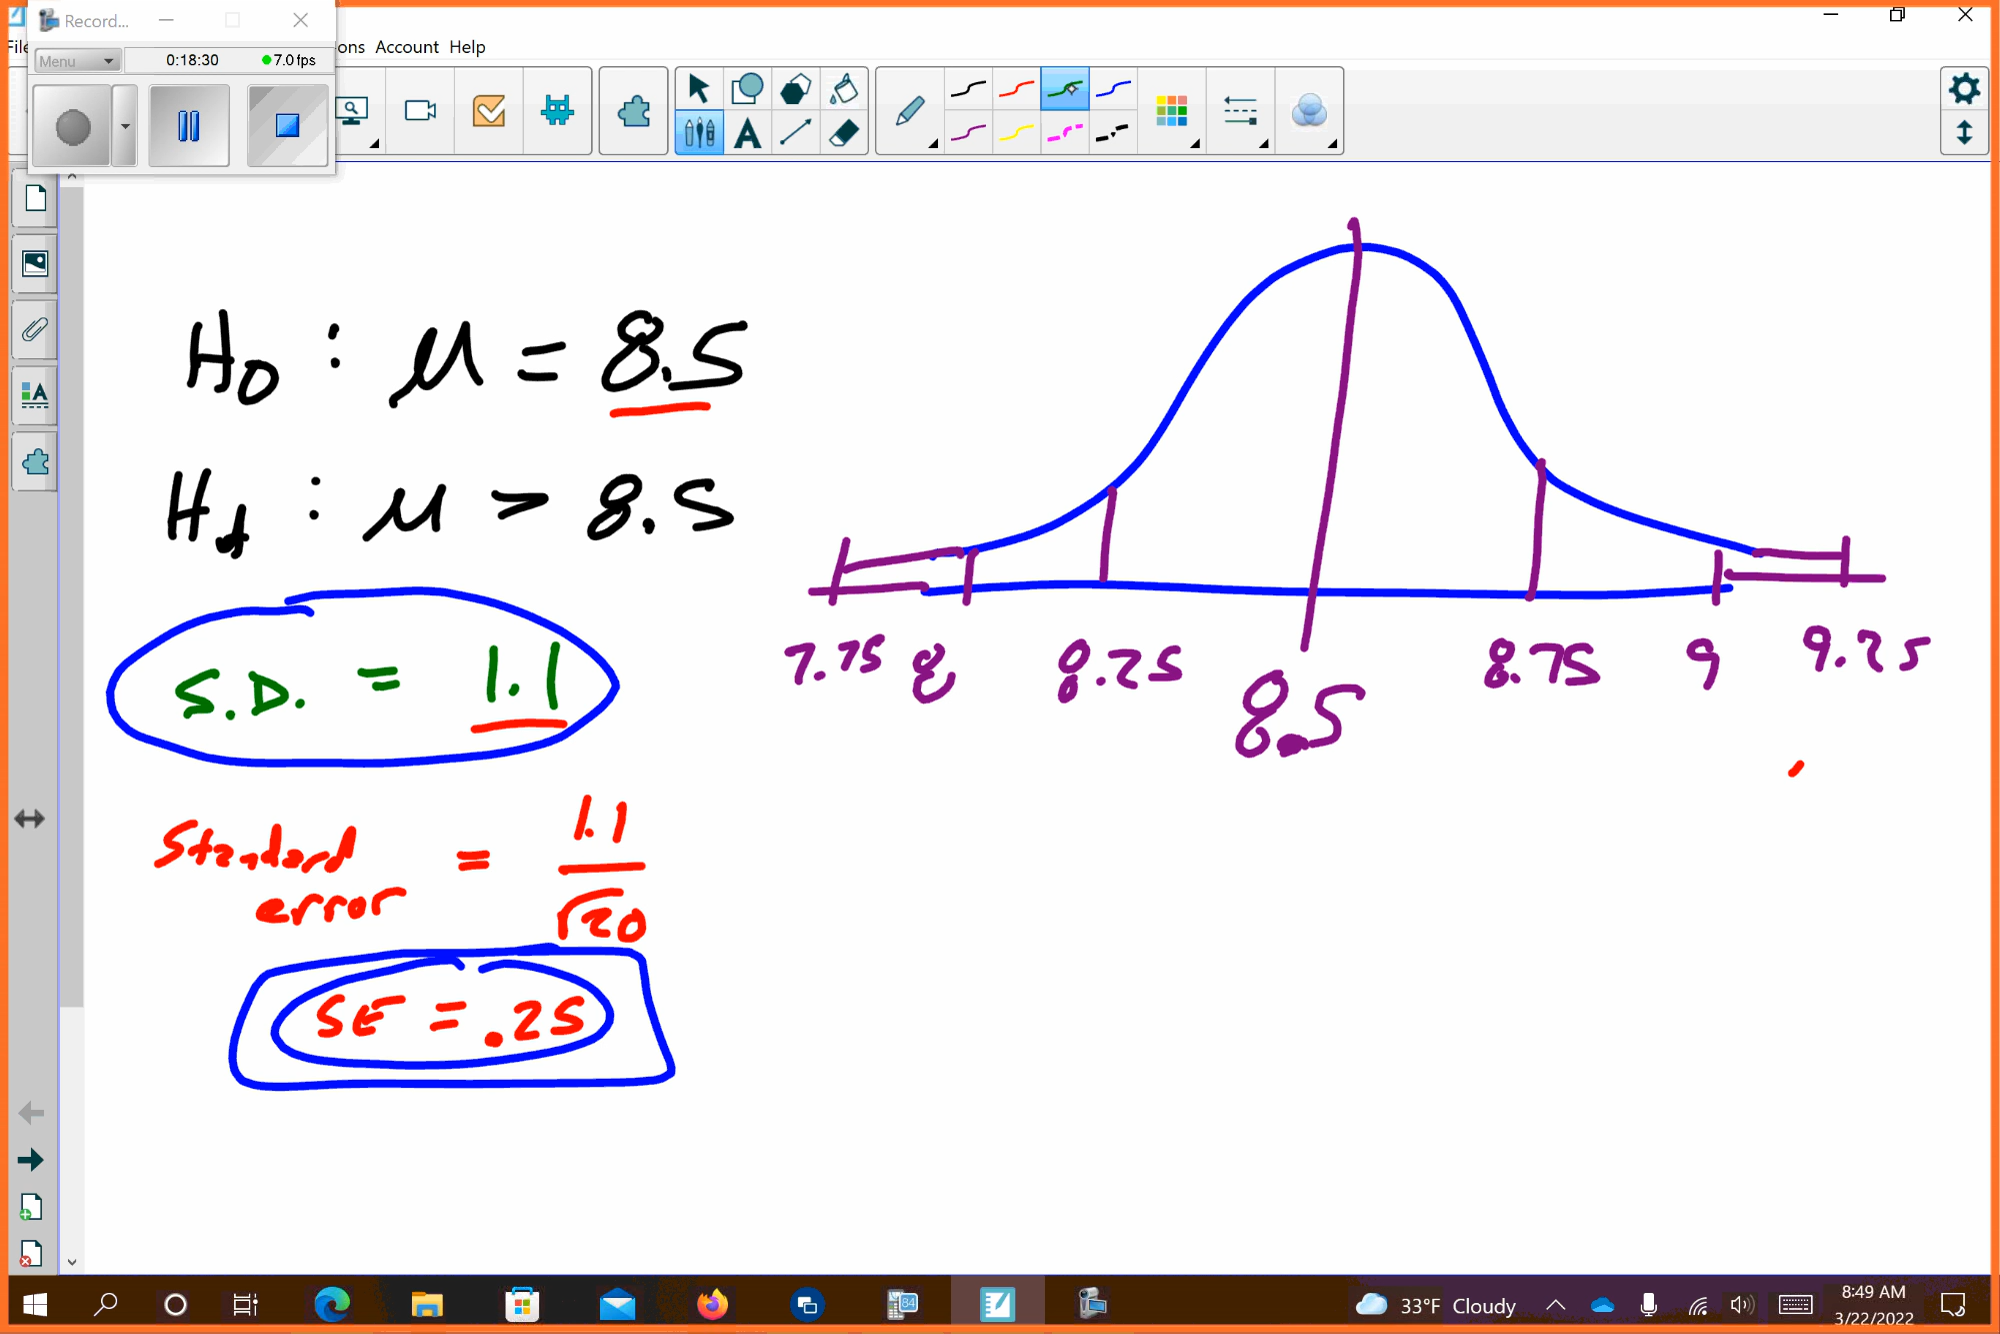 Record...
File
ons Account Help
Menu
0:18:30
7.0 fps
A
A
H0 : μ = 8.5
H1 : μ > 8.5
S.D. = 1.1
Standard error = 1.1 / √20
SE = .25
7.75 8 8.25 8.5 8.75 9 9.25
84
33°F Cloudy
8:49 AM
3/22/2022